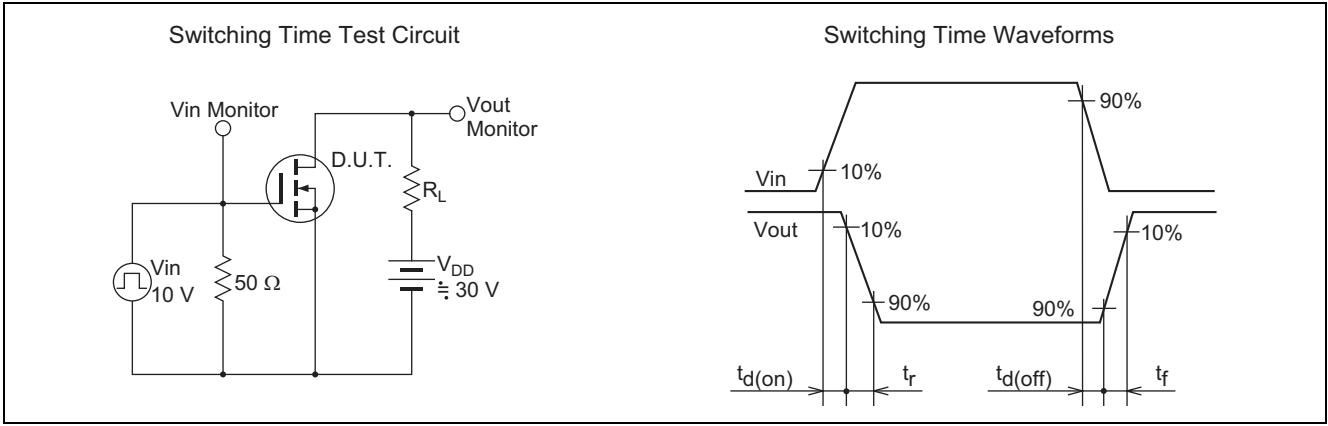 Switching Time Test Circuit
Vin Monitor
Vout
Monitor
D.U.T.
RL
Vin
10 V
50 Ω
VDD
≒ 30 V
Switching Time Waveforms
Vin
10%
90%
Vout
10%
90%
90%
10%
td(on)
tr
td(off)
tf